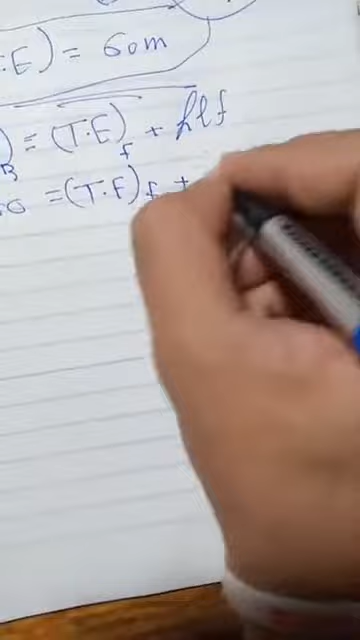 E) = 60m
)B = (T.E)f + hlf
= (T.E)f +